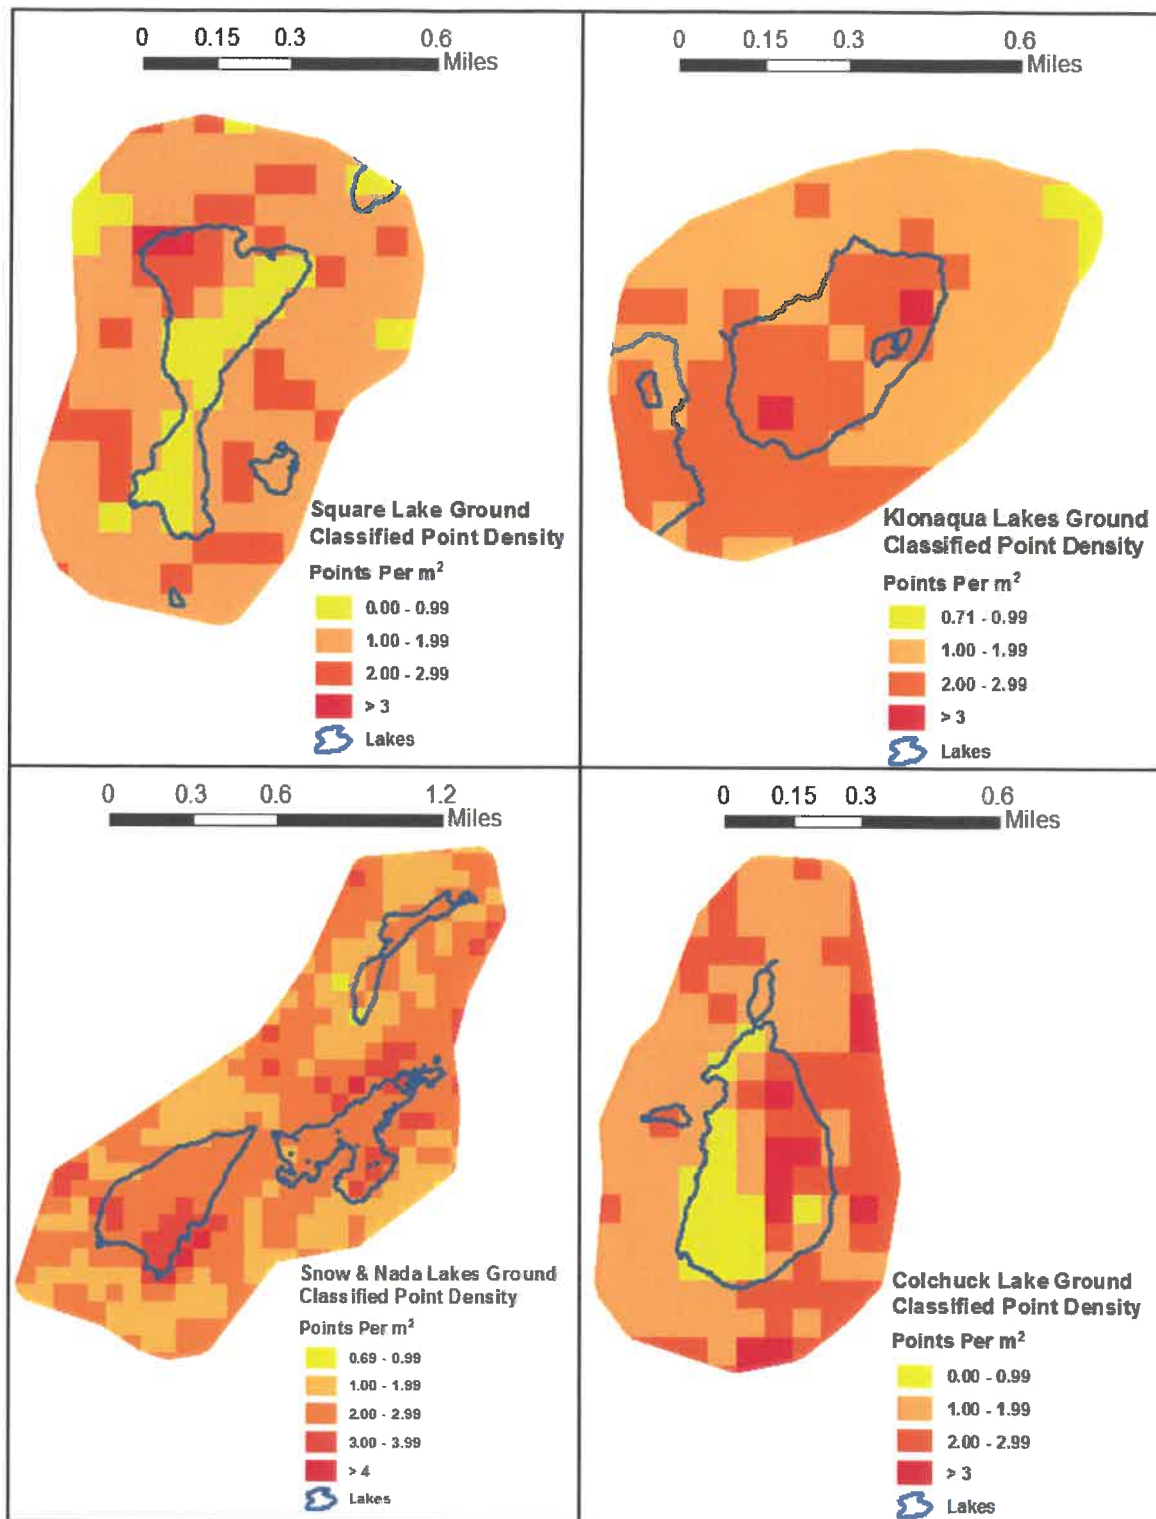 0 0.15 0.3 0.6
Miles
Square Lake Ground
Classified Point Density
Points Per m²
0.00 - 0.99
1.00 - 1.99
2.00 - 2.99
> 3
Lakes
0 0.15 0.3 0.6
Miles
Klonaqua Lakes Ground
Classified Point Density
Points Per m²
0.71 - 0.99
1.00 - 1.99
2.00 - 2.99
> 3
Lakes
0 0.3 0.6 1.2
Miles
Snow & Nada Lakes Ground
Classified Point Density
Points Per m²
0.69 - 0.99
1.00 - 1.99
2.00 - 2.99
3.00 - 3.99
> 4
Lakes
0 0.15 0.3 0.6
Miles
Colchuck Lake Ground
Classified Point Density
Points Per m²
0.00 - 0.99
1.00 - 1.99
2.00 - 2.99
> 3
Lakes